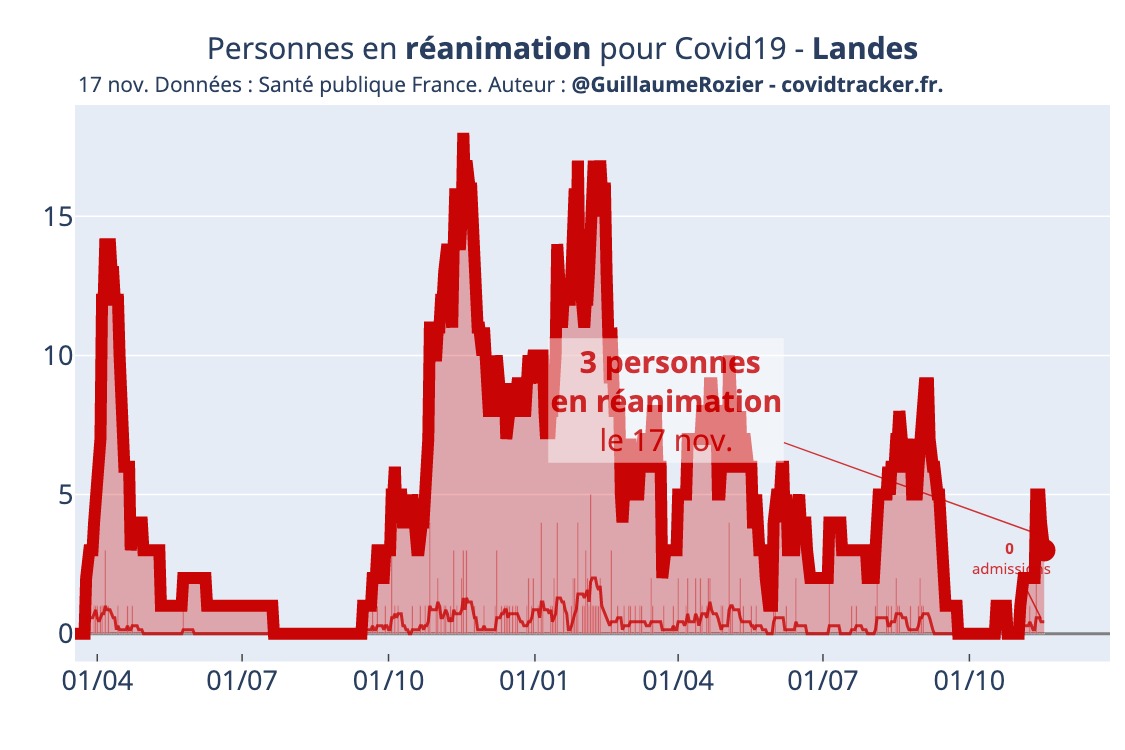 Personnes en réanimation pour Covid19 - Landes
17 nov. Données : Santé publique France. Auteur : @GuillaumeRozier - covidtracker.fr.
15
10
5
0
3 personnes
en réanimation
le 17 nov.
0
admissions
01/04 01/07 01/10 01/01 01/04 01/07 01/10